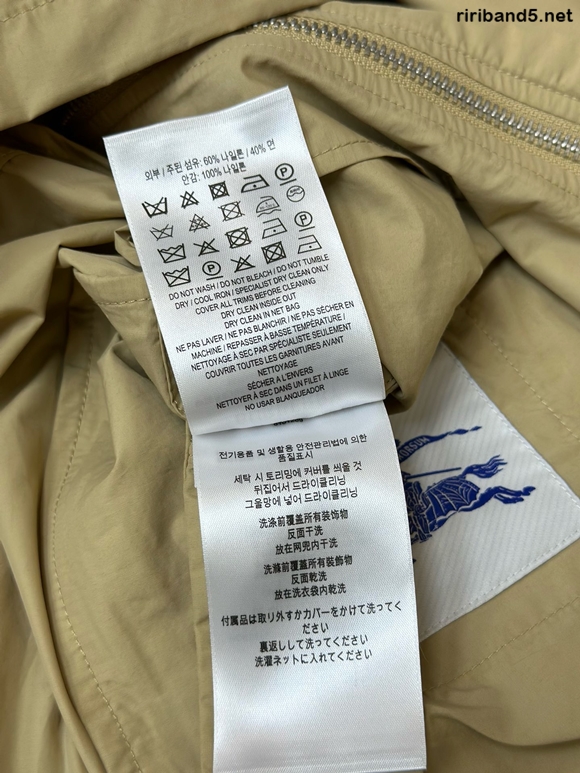 ririband5.net
외부 / 주된 섬유: 60% 나일론 / 40% 면
안감: 100% 나일론
DO NOT WASH / DO NOT BLEACH / DO NOT TUMBLE
DRY / COOL IRON / SPECIALIST DRY CLEAN ONLY
COVER ALL TRIMS BEFORE CLEANING
DRY CLEAN INSIDE OUT
DRY CLEAN IN NET BAG
NE PAS LAVER / NE PAS BLANCHIR / NE PAS SÉCHER EN
MACHINE / REPASSER À BASSE TEMPÉRATURE /
NETTOYAGE À SEC PAR SPÉCIALISTE SEULEMENT
COUVRIR TOUTES LES GARNITURES AVANT
NETTOYAGE
SÉCHER À L'ENVERS
NETTOYER À SEC DANS UN FILET À LINGE
NO USAR BLANQUEADOR
전기용품 및 생활용 안전관리법에 의한
품질표시
세탁 시 토리밍에 커버를 씌울 것
뒤집어서 드라이클리닝
그물망에 넣어 드라이클리닝
洗涤前覆盖所有装饰物
反面干洗
放在网兜内干洗
洗滌前覆蓋所有裝飾物
反面乾洗
放在洗衣袋内乾洗
付属品は取り外すかカバーをかけて洗ってく
ださい
裏返しして洗ってください
洗濯ネットに入れてください